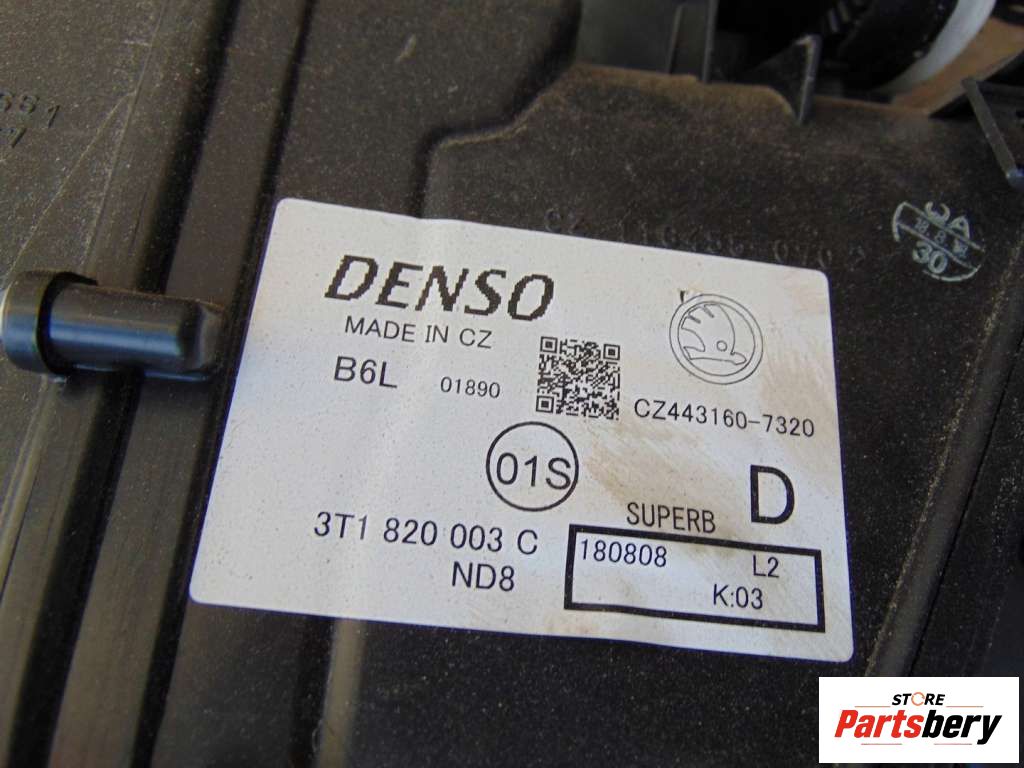 DENSO
MADE IN CZ
B6L 01890
CZ443160-7320
01S
D
3T1 820 003 C
SUPERB
ND8
180808 L2
K:03
30
STORE
Partsbery